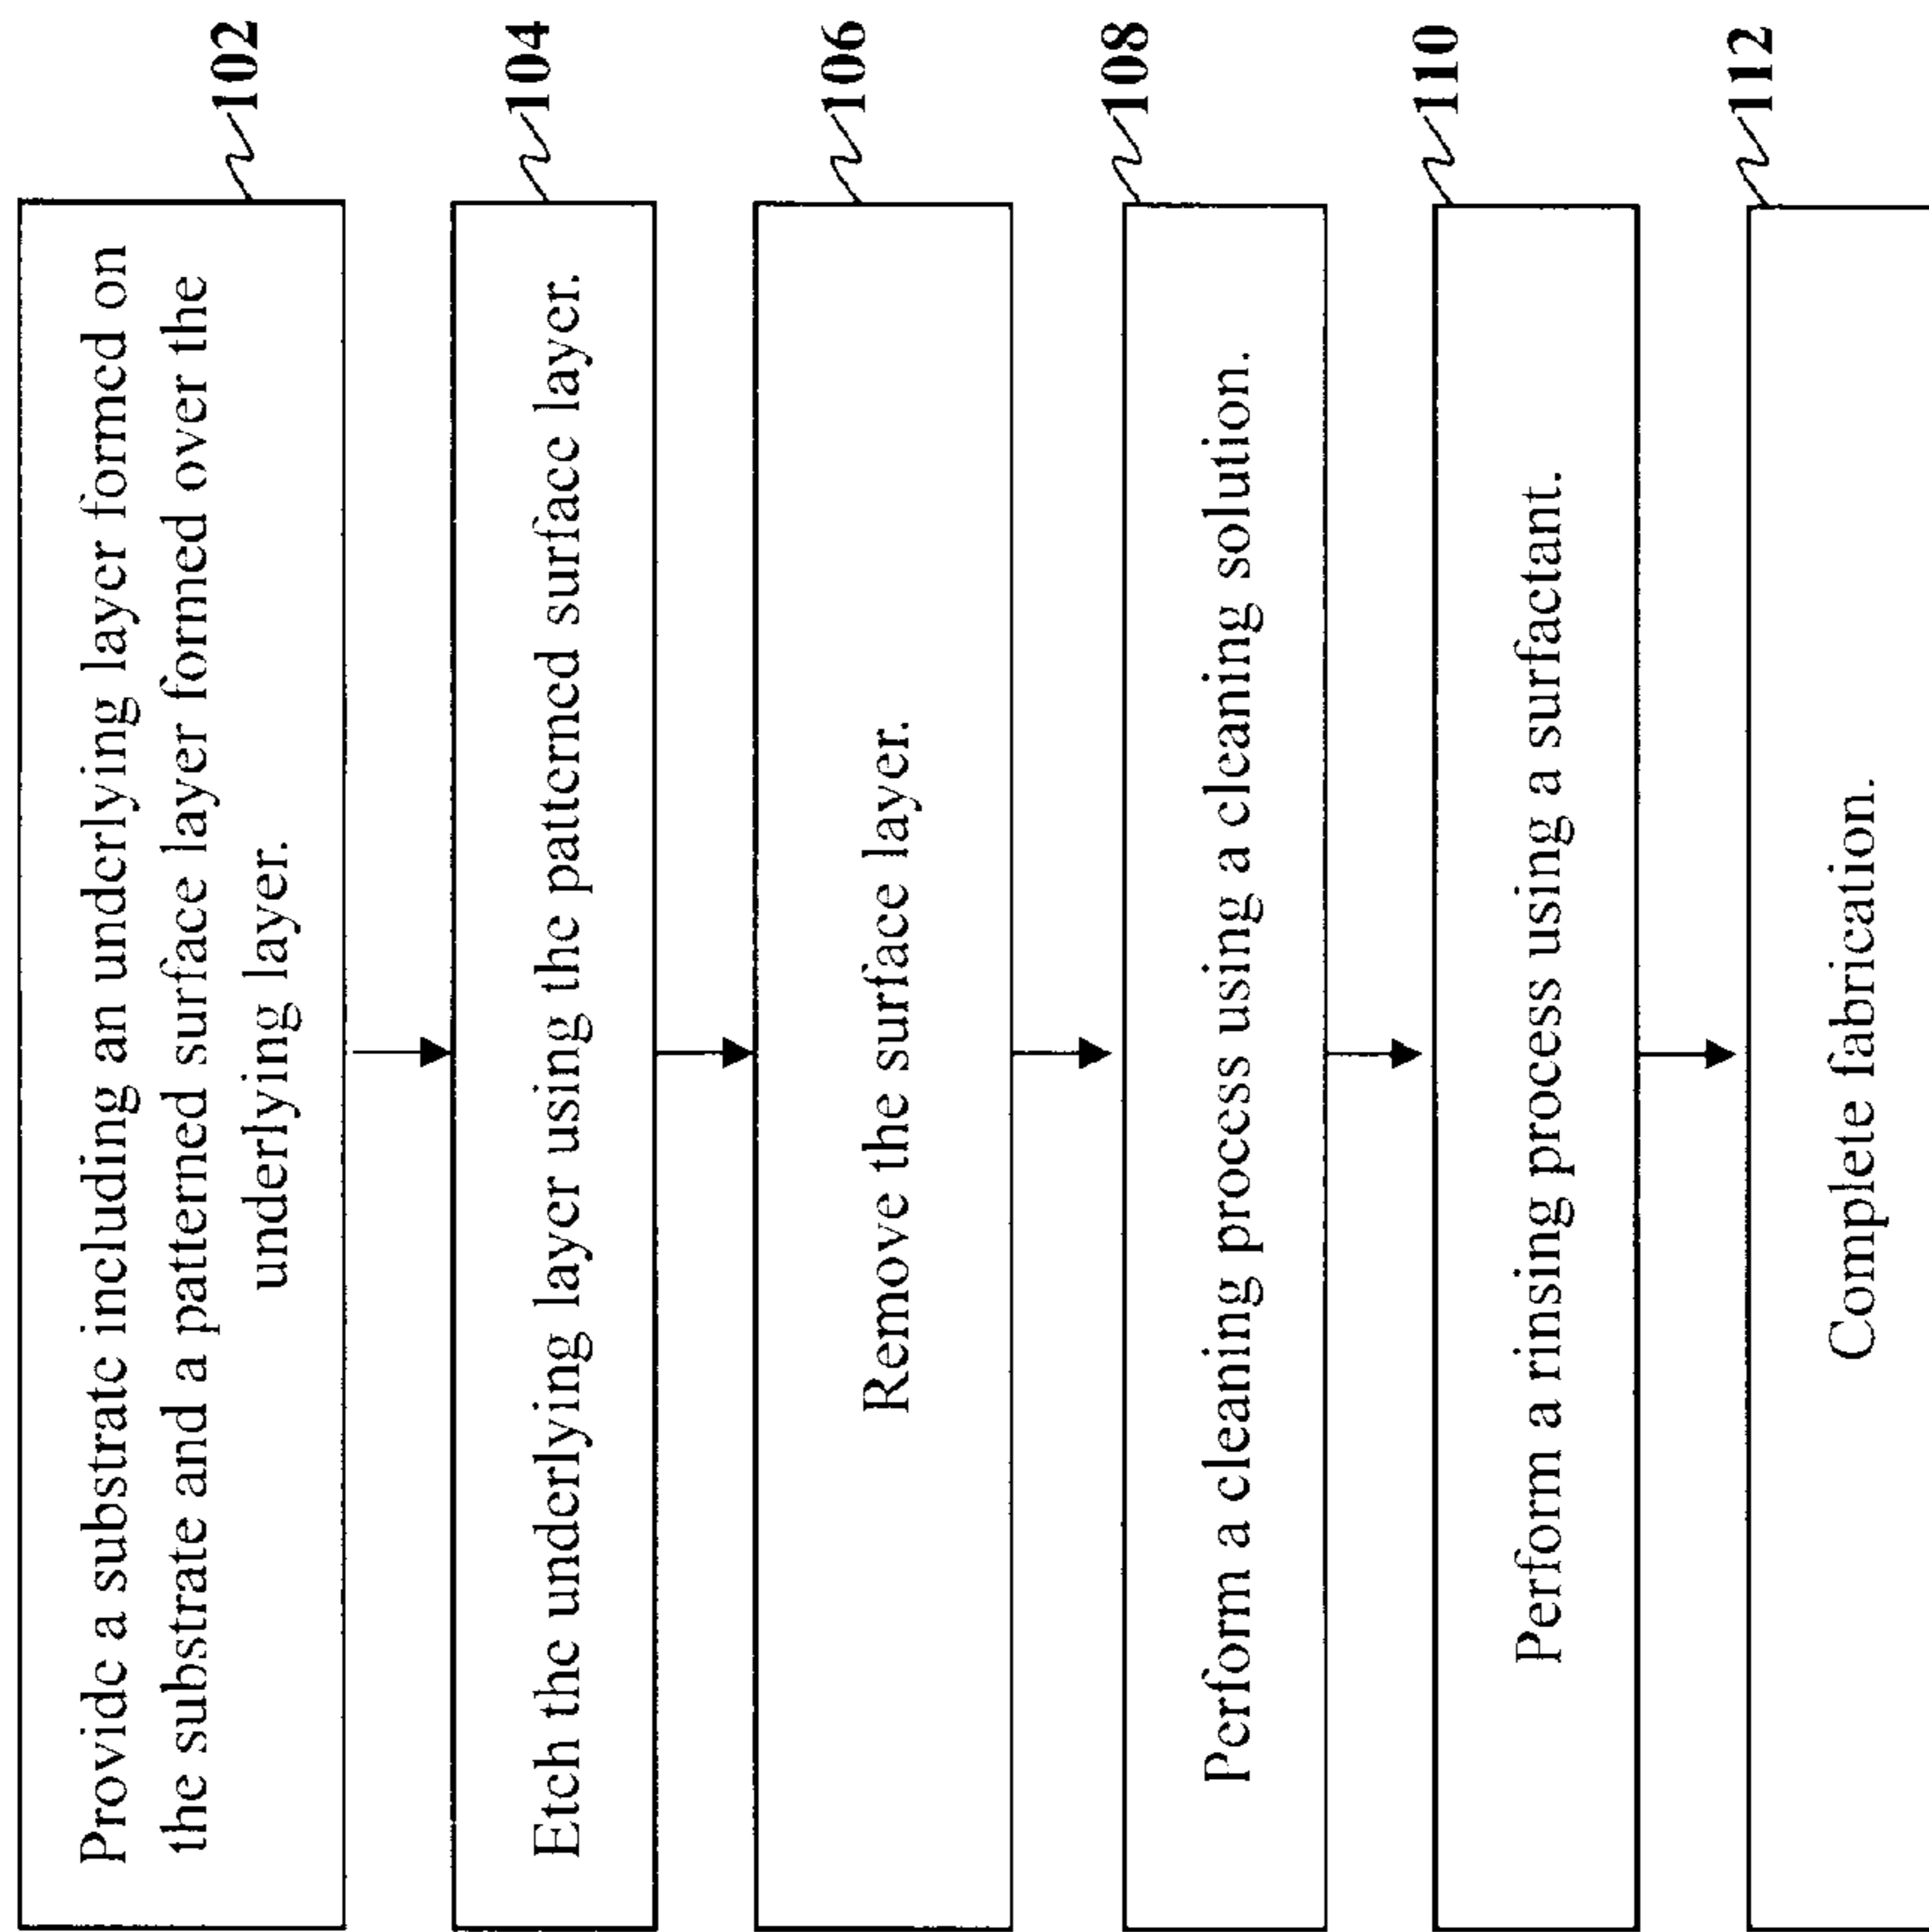 Provide a substrate including an underlying layer formed on
the substrate and a patterned surface layer formed over the
underlying layer.
102
Etch the underlying layer using the patterned surface layer.
104
Remove the surface layer.
106
Perform a cleaning process using a cleaning solution.
108
Perform a rinsing process using a surfactant.
110
Complete fabrication.
112